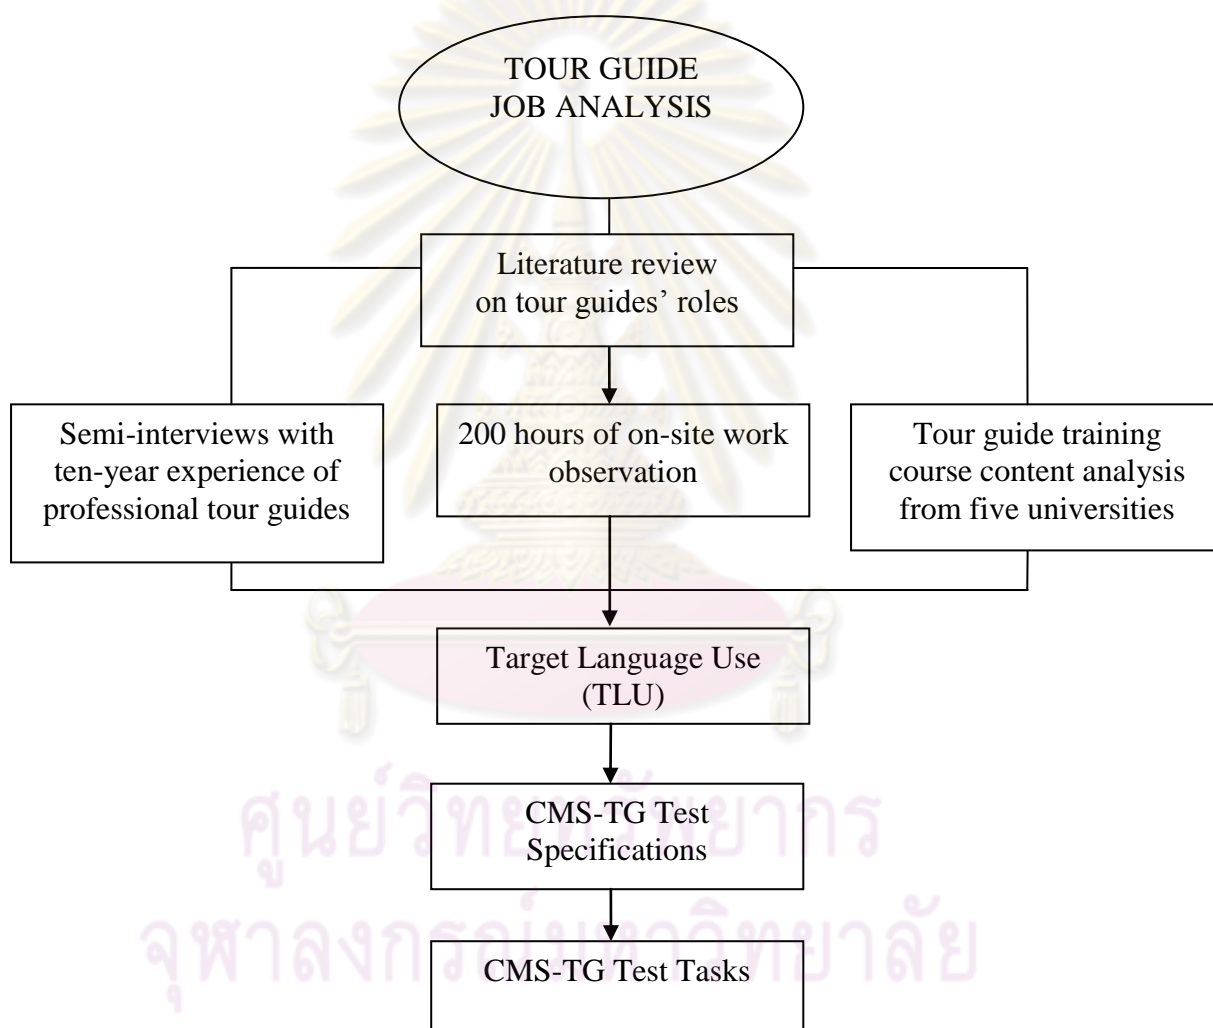 TOUR GUIDE
JOB ANALYSIS
Literature review
on tour guides’ roles
Semi-interviews with
ten-year experience of
professional tour guides
200 hours of on-site work
observation
Tour guide training
course content analysis
from five universities
Target Language Use
(TLU)
CMS-TG Test
Specifications
CMS-TG Test Tasks
ศูนย์วิทยทรัพยากร
จุฬาลงกรณ์มหาวิทยาลัย